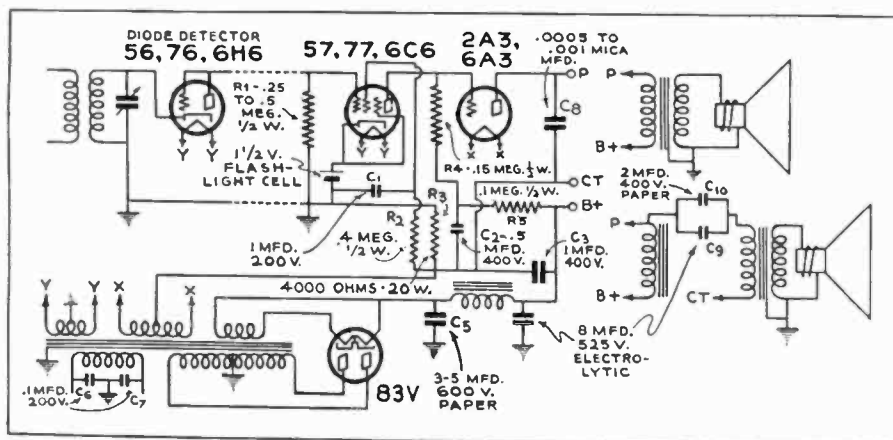 DIODE DETECTOR
56, 76, 6H6
57, 77, 6C6
2A3,
6A3
.0005 TO
.001 MICA
MFD.
R1-.25
TO .5
MEG.
1/2 W.
Y Y
1 1/2 V.
FLASH-
LIGHT CELL
C1
Y Y
X X
R4-.15 MEG. 1/2 W.
.1 MEG. 1/2 W.
R5
C8
P
CT
B+
P
B+
2 MFD.
400 V.
PAPER
C10
C9
P
B+
CT
1 MFD.
200 V.
R2
R3
4 MEG.
1/2 W.
C2-.5
MFD.
400 V.
C3
1 MFD.
400 V.
4000 OHMS-20 W.
Y Y X X
C5
8 MFD.
525 V.
ELECTRO-
LYTIC
3-5 MFD.
600 V.
PAPER
83V
.1 MFD.
200 V.
C6
C7